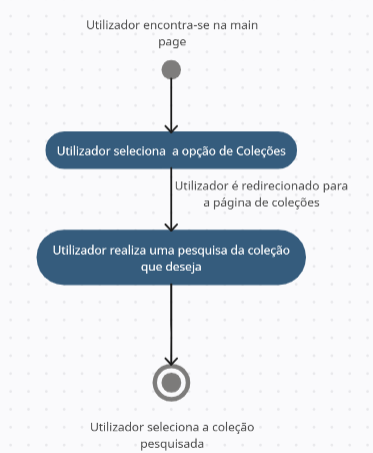 Utilizador encontra-se na main
page
Utilizador seleciona  a opção de Coleções
Utilizador é redirecionado para
a página de coleções
Utilizador realiza uma pesquisa da coleção
que deseja
Utilizador seleciona a coleção
pesquisada